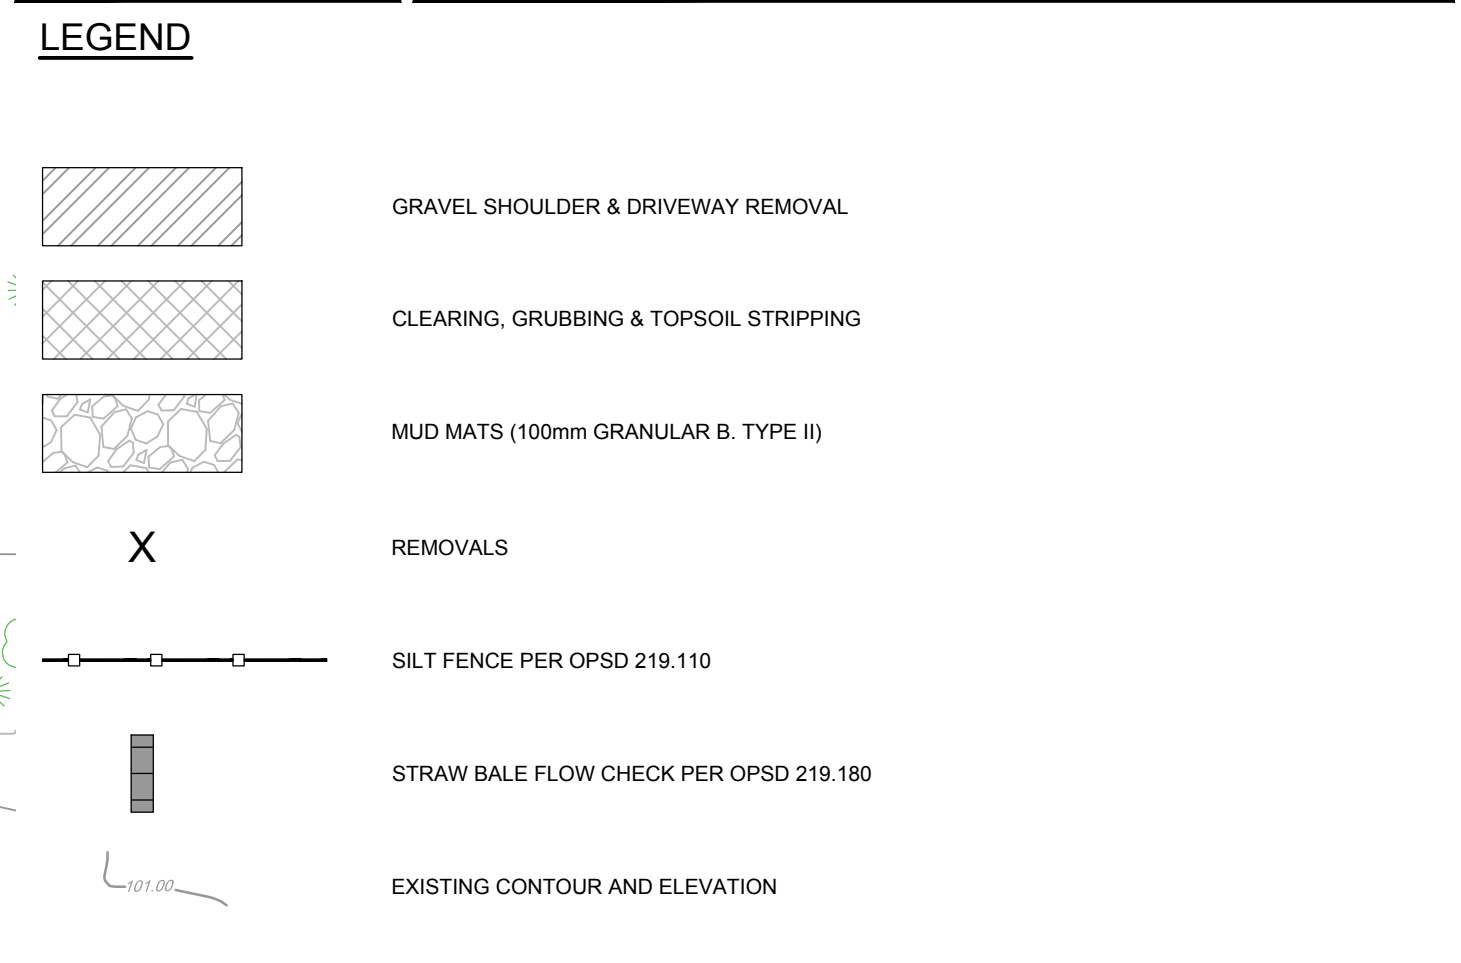 LEGEND
GRAVEL SHOULDER & DRIVEWAY REMOVAL
CLEARING, GRUBBING & TOPSOIL STRIPPING
MUD MATS (100mm GRANULAR B. TYPE II)
X REMOVALS
SILT FENCE PER OPSD 219.110
STRAW BALE FLOW CHECK PER OPSD 219.180
101.00 EXISTING CONTOUR AND ELEVATION